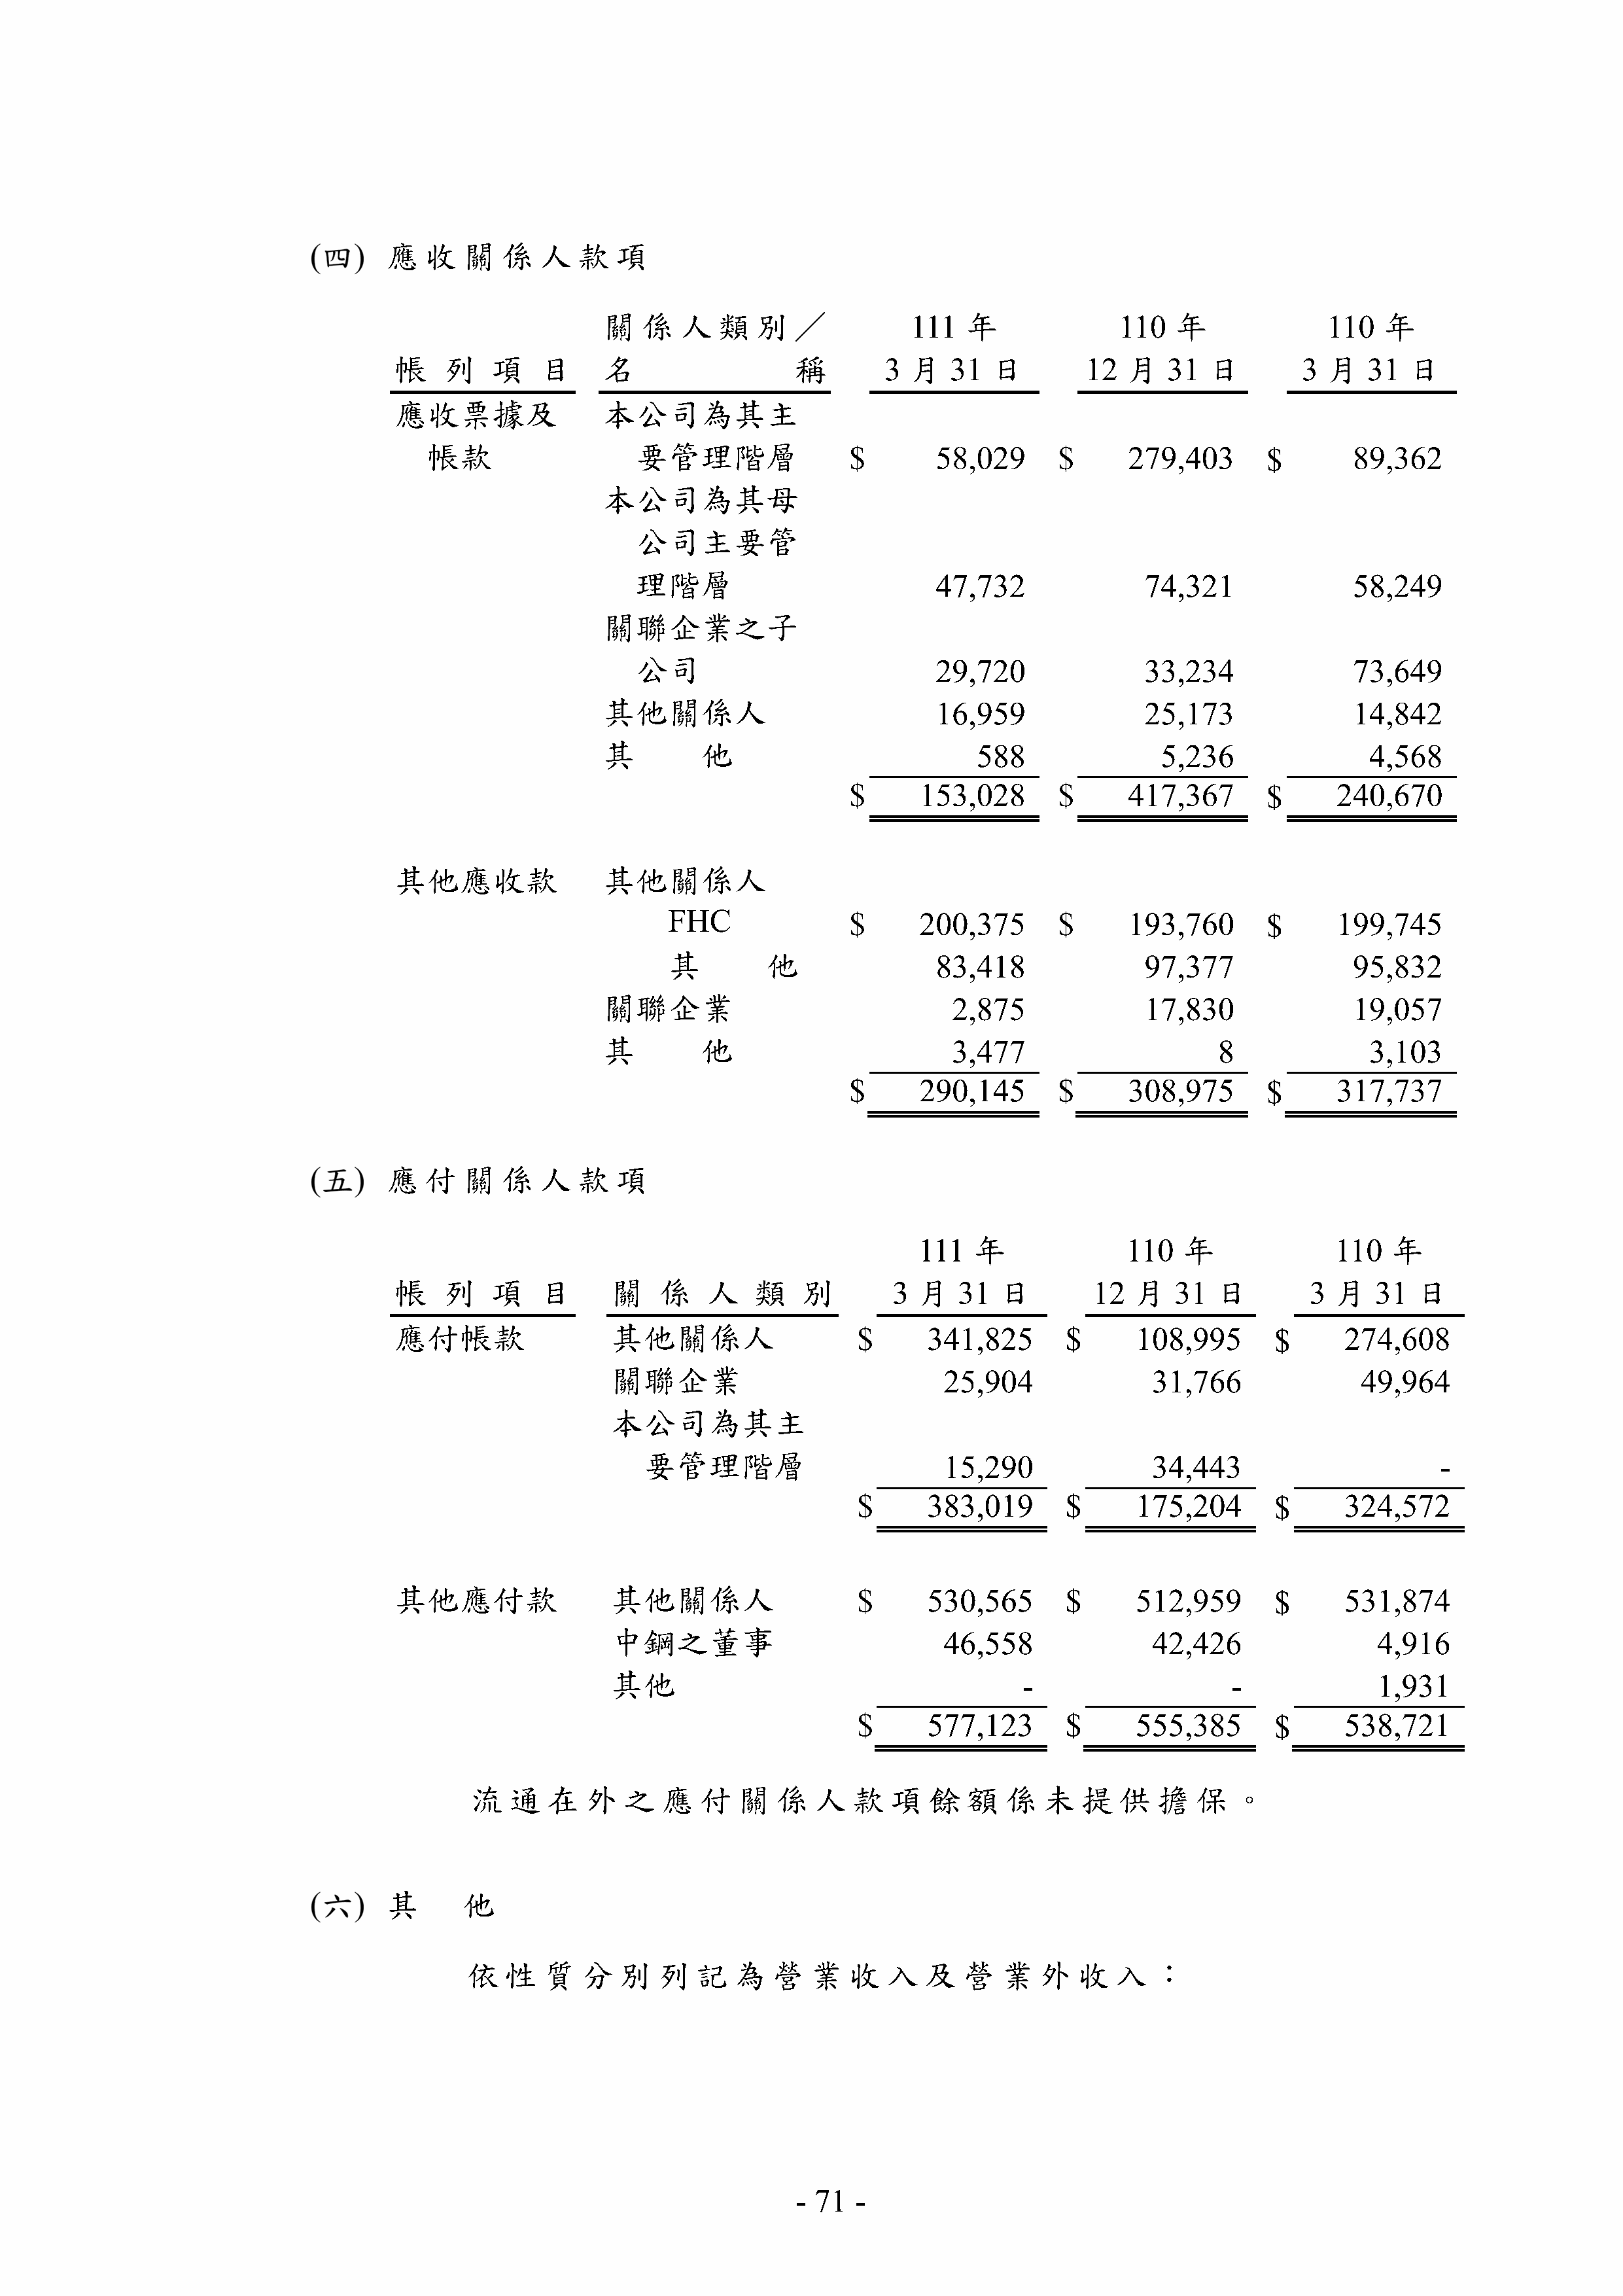 (四) 應收關係人款項
關係人類別／ 111 年 110 年 110 年
帳列項目 名稱 3 月 31 日 12 月 31 日 3 月 31 日
應收票據及 本公司為其主
帳款 要管理階層 $ 58,029 $ 279,403 $ 89,362
本公司為其母
公司主要管
理階層 47,732 74,321 58,249
關聯企業之子
公司 29,720 33,234 73,649
其他關係人 16,959 25,173 14,842
其他 588 5,236 4,568
$ 153,028 $ 417,367 $ 240,670
其他應收款 其他關係人
FHC $ 200,375 $ 193,760 $ 199,745
其他 83,418 97,377 95,832
關聯企業 2,875 17,830 19,057
其他 3,477 8 3,103
$ 290,145 $ 308,975 $ 317,737
(五) 應付關係人款項
111 年 110 年 110 年
帳列項目 關係人類別 3 月 31 日 12 月 31 日 3 月 31 日
應付帳款 其他關係人 $ 341,825 $ 108,995 $ 274,608
關聯企業 25,904 31,766 49,964
本公司為其主
要管理階層 15,290 34,443 -
$ 383,019 $ 175,204 $ 324,572
其他應付款 其他關係人 $ 530,565 $ 512,959 $ 531,874
中鋼之董事 46,558 42,426 4,916
其他 - - 1,931
$ 577,123 $ 555,385 $ 538,721
流通在外之應付關係人款項餘額係未提供擔保。
(六) 其他
依性質分別列記為營業收入及營業外收入：
- 71 -